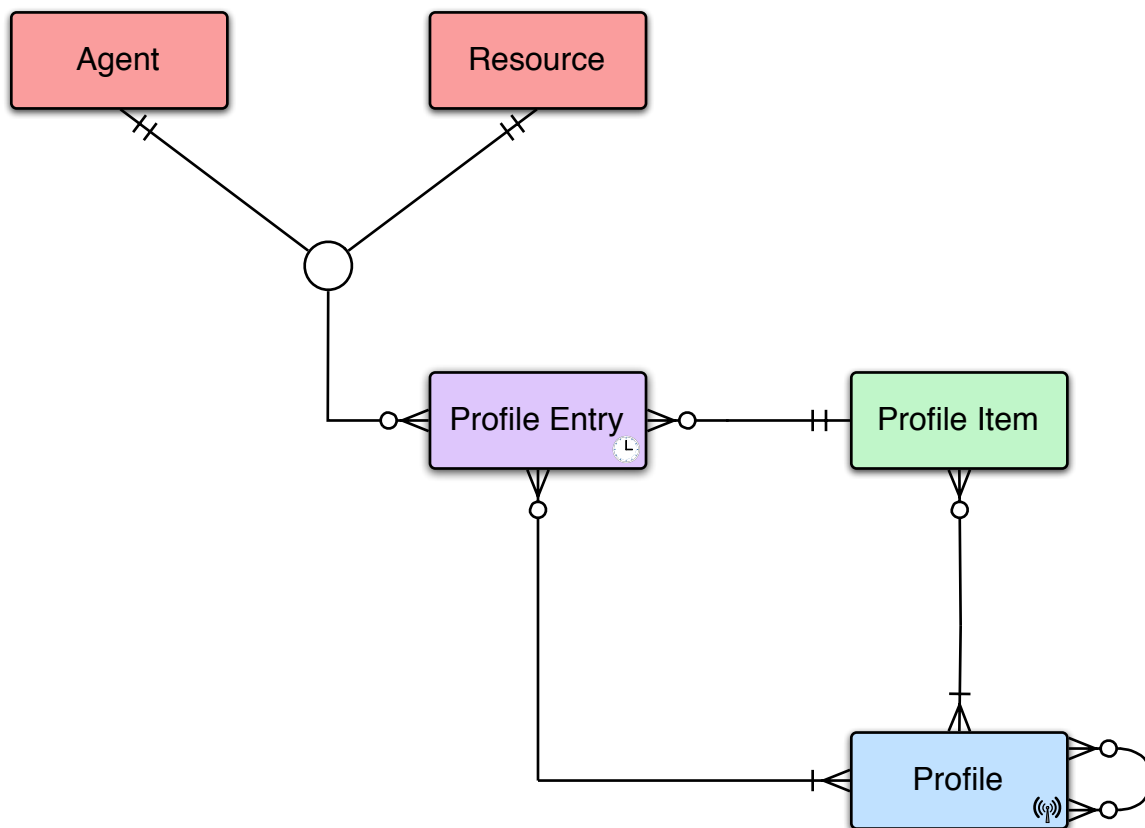 Agent
Resource
Profile Entry
Profile Item
Profile